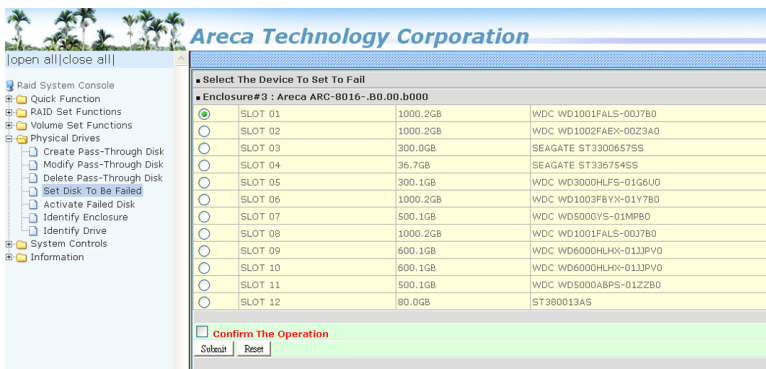 Areca Technology Corporation
|open all|close all|
Raid System Console
Quick Function
RAID Set Functions
Volume Set Functions
Physical Drives
Create Pass-Through Disk
Modify Pass-Through Disk
Delete Pass-Through Disk
Set Disk To Be Failed
Activate Failed Disk
Identify Enclosure
Identify Drive
System Controls
Information
Select The Device To Set To Fail
Enclosure#3 : Areca ARC-8016-.B0.00.b000
SLOT 01 1000.2GB WDC WD1001FALS-00J7B0
SLOT 02 1000.2GB WDC WD1002FAEX-00Z3A0
SLOT 03 300.0GB SEAGATE ST3300657SS
SLOT 04 36.7GB SEAGATE ST336754SS
SLOT 05 300.1GB WDC WD3000HLFS-01G6U0
SLOT 06 1000.2GB WDC WD1003FBYX-01Y7B0
SLOT 07 500.1GB WDC WD5000YS-01MPB0
SLOT 08 1000.2GB WDC WD1001FALS-00J7B0
SLOT 09 600.1GB WDC WD6000HLHX-01JJPV0
SLOT 10 600.1GB WDC WD6000HLHX-01JJPV0
SLOT 11 500.1GB WDC WD5000ABPS-01ZZB0
SLOT 12 80.0GB ST380013AS
Confirm The Operation
Submit Reset